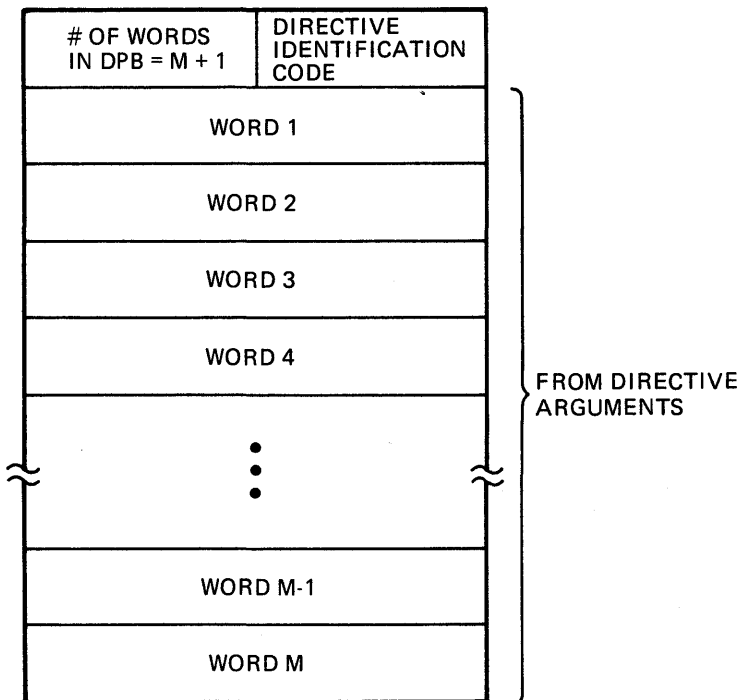 # OF WORDS
IN DPB = M + 1
DIRECTIVE
IDENTIFICATION
CODE
WORD 1
WORD 2
WORD 3
WORD 4
FROM DIRECTIVE
ARGUMENTS
WORD M-1
WORD M